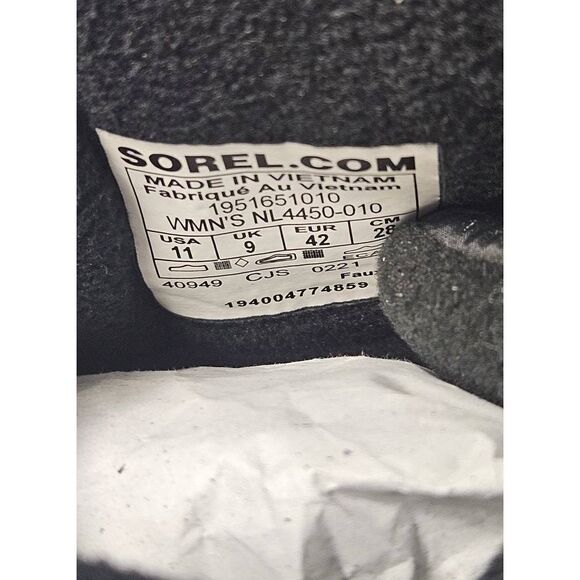 SOREL.COM
MADE IN VIETNAM
Fabriqué Au Vietnam
1951651010
WMN'S NL4450-010
USA UK EUR CM
11 9 42 28
40949 CJS 0221
194004774859